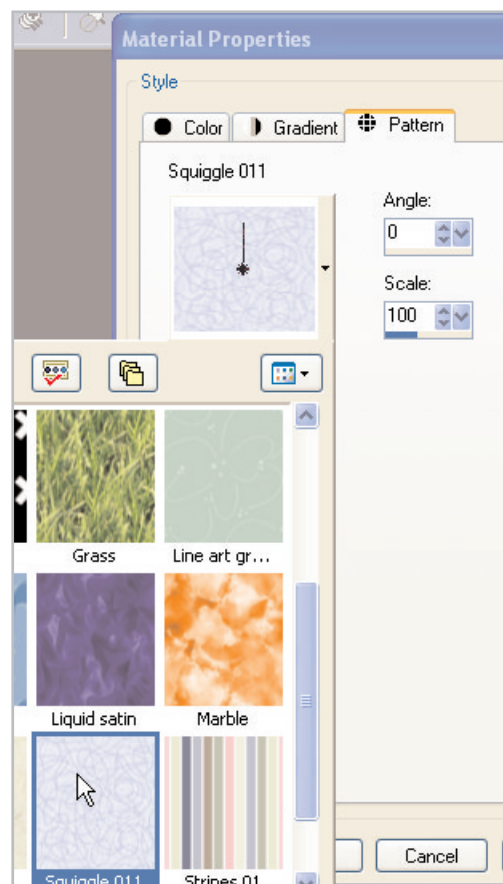 Material Properties
Style
Color
Gradient
Pattern
Squiggle 011
Angle:
0
Scale:
100
Grass
Line art gr...
Liquid satin
Marble
Squiggle 011
Stripes 01
Cancel